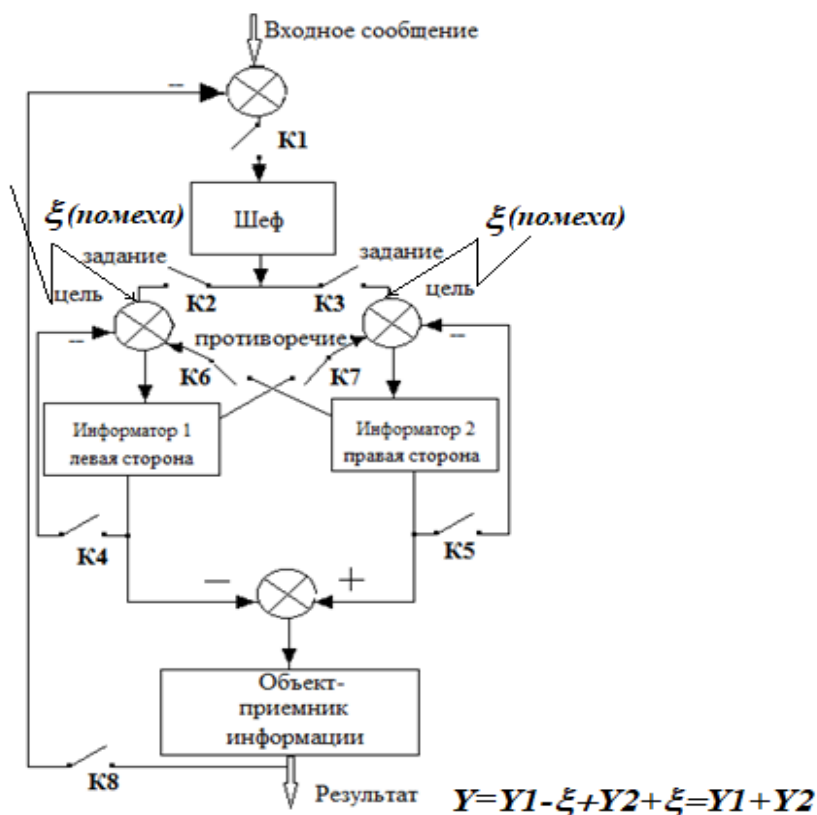 Входное сообщение
--
К1
ξ(помеха)
Шеф
ξ(помеха)
задание
задание
цель
К2
К3
цель
--
противоречие
--
К6
К7
Информатор 1
левая сторона
Информатор 2
правая сторона
К4
К5
—
+
Объект-
приемник
информации
К8
Результат
Y=Y1-ξ+Y2+ξ=Y1+Y2